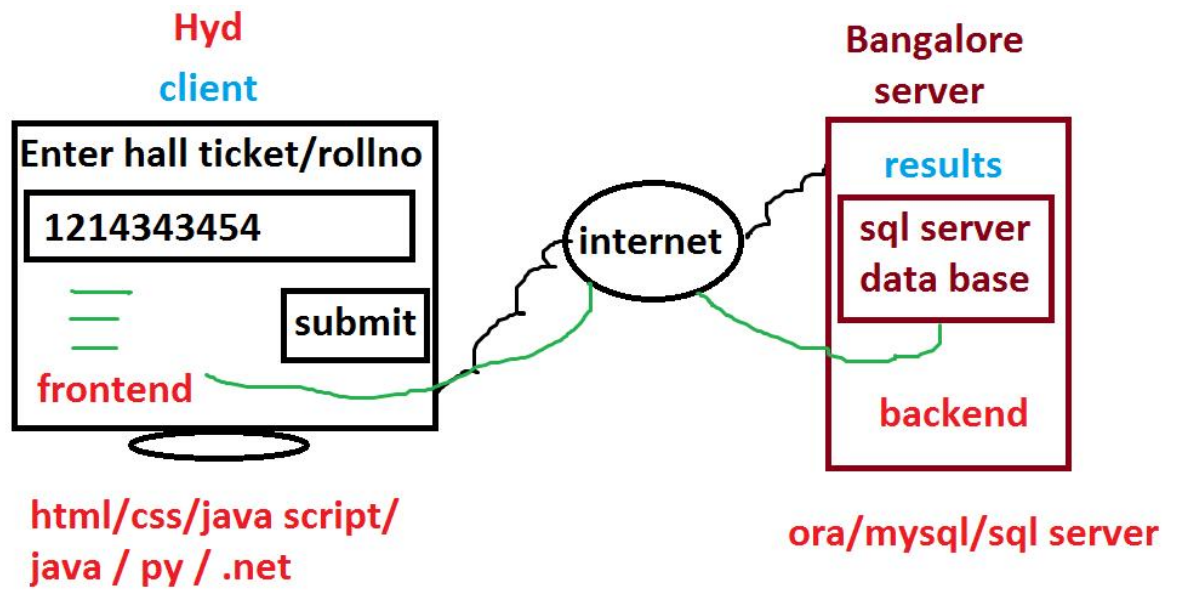 Hyd
client
Enter hall ticket/rollno
1214343454
submit
frontend
html/css/java script/
java / py / .net
internet
Bangalore
server
results
sql server
data base
backend
ora/mysql/sql server